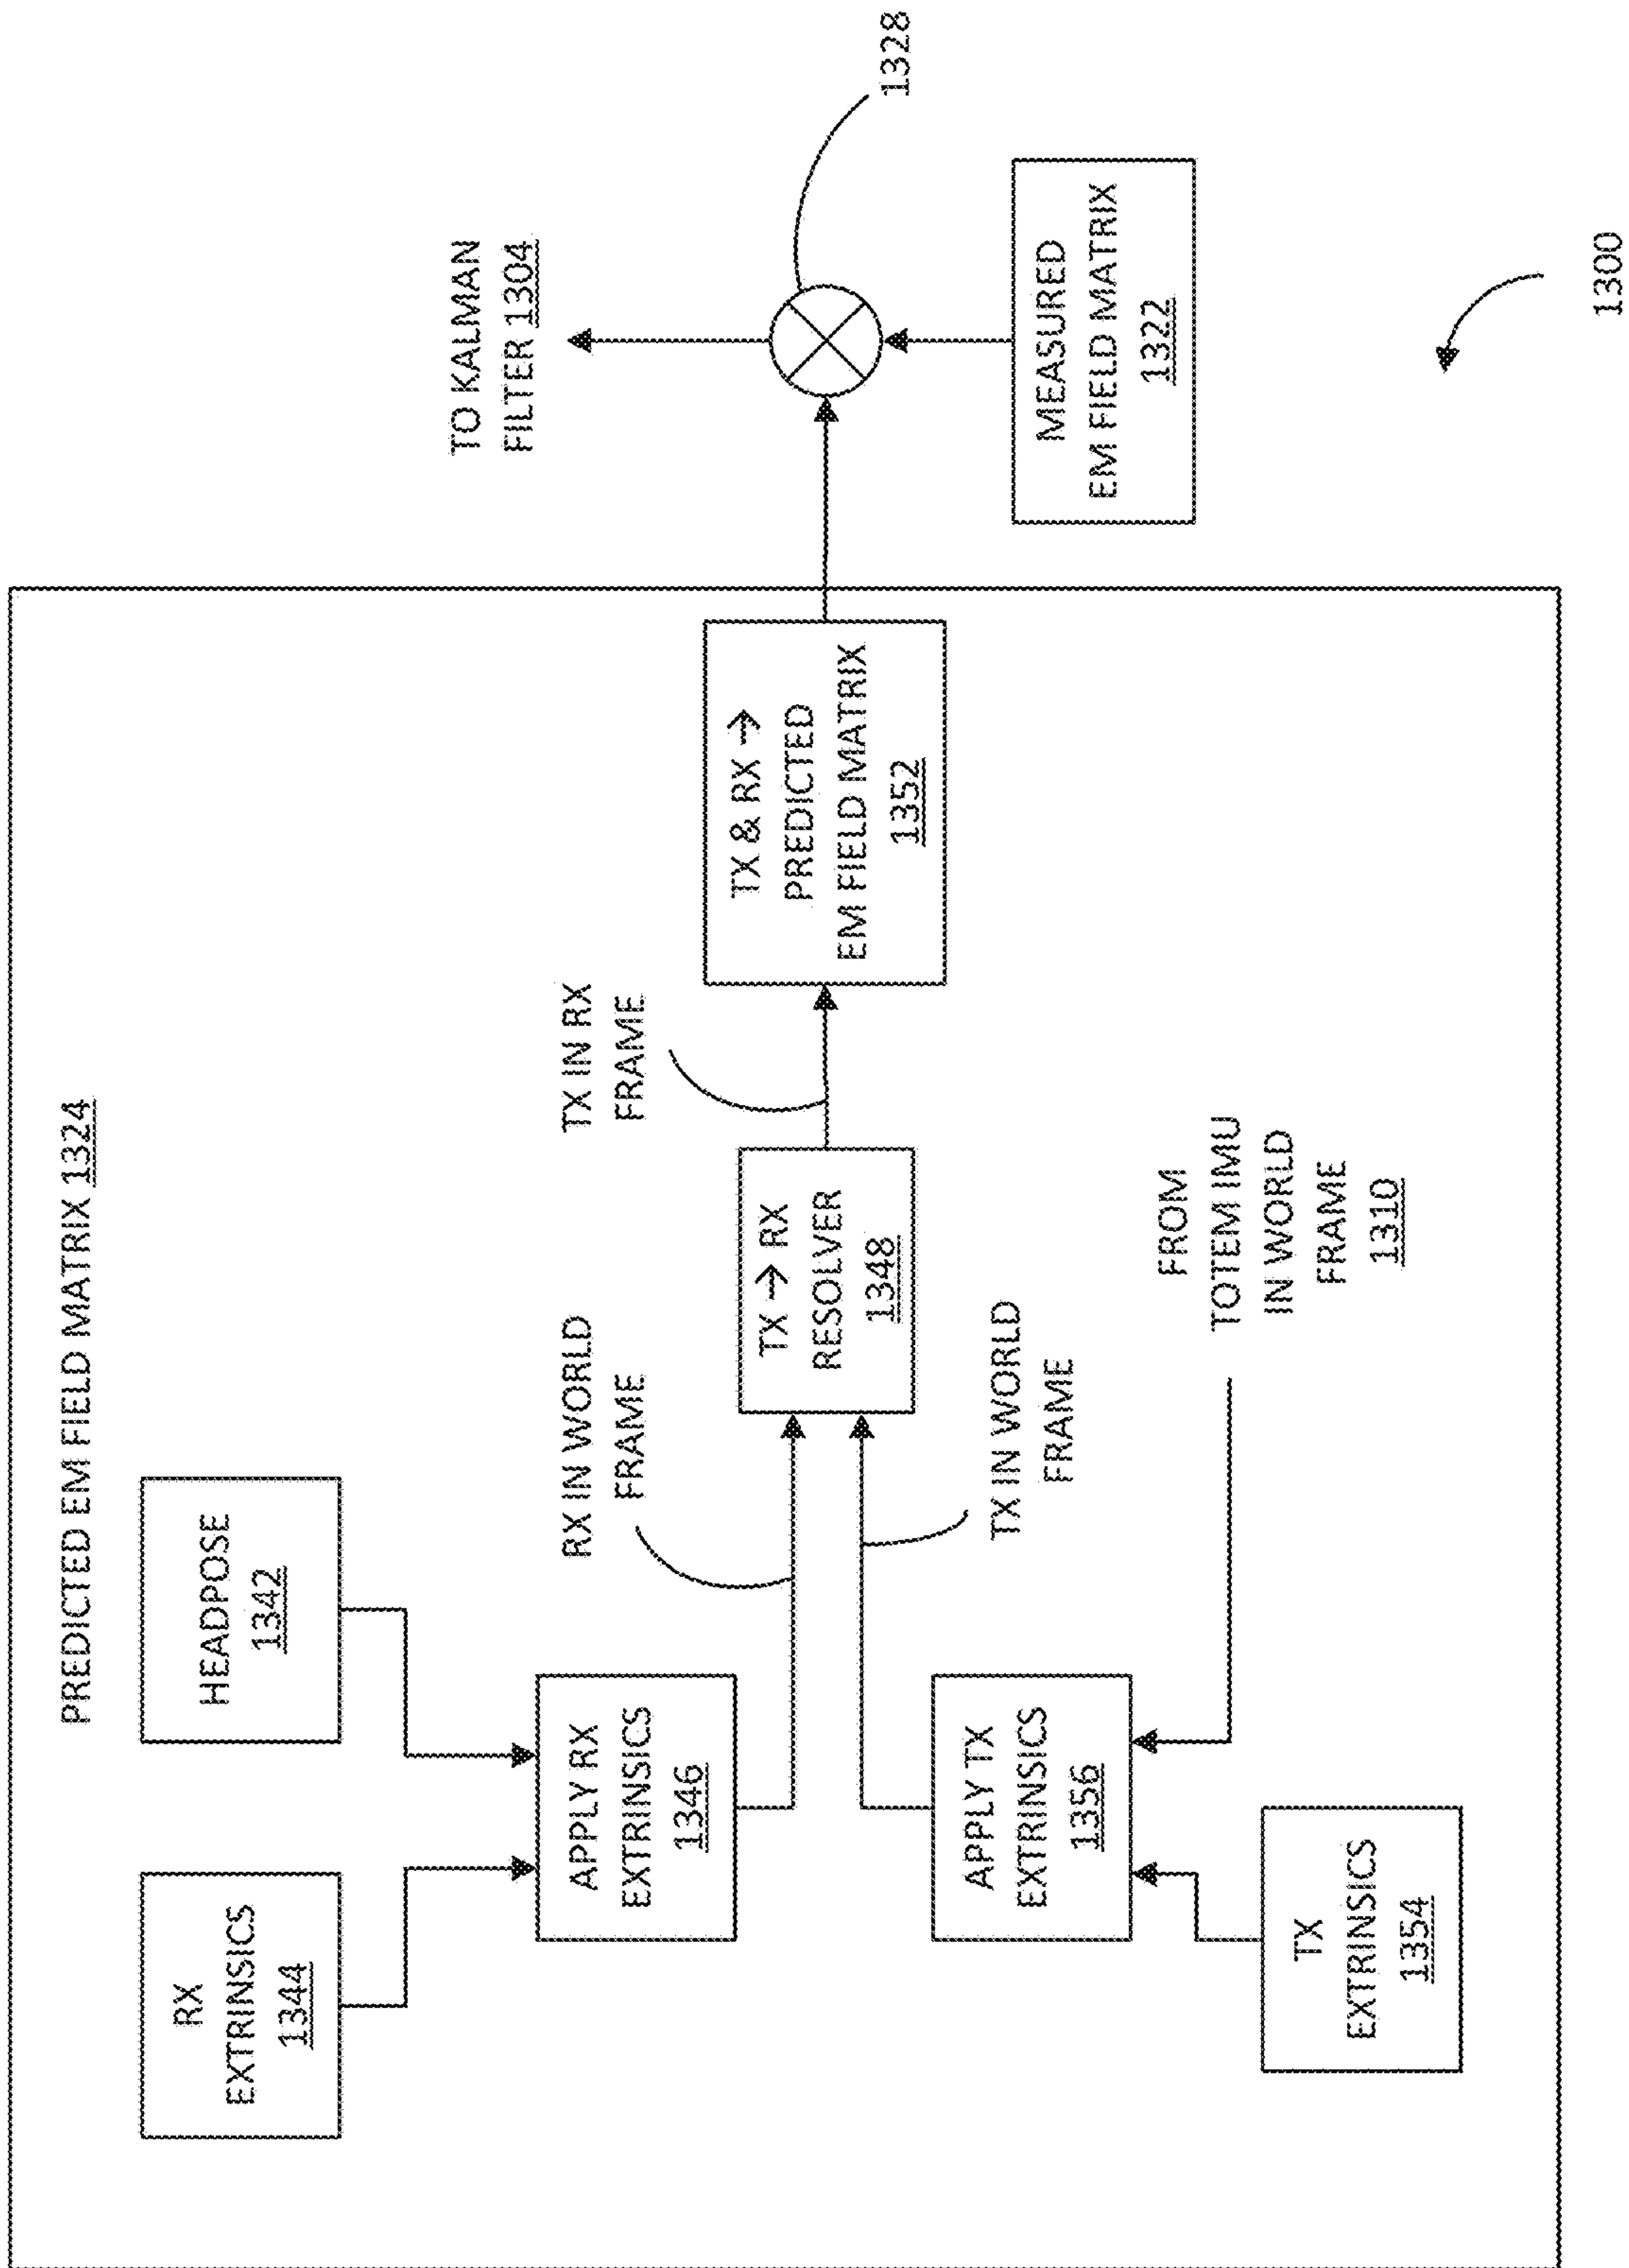 PREDICTED EM FIELD MATRIX 1324
RX
EXTRINSICS
1344
HEADPOSE
1342
APPLY RX
EXTRINSICS
1346
RX IN WORLD
FRAME
TX → RX
RESOLVER
1348
TX IN RX
FRAME
TX & RX →
PREDICTED
EM FIELD MATRIX
1352
TO KALMAN
FILTER 1304
1328
MEASURED
EM FIELD MATRIX
1322
APPLY TX
EXTRINSICS
1356
TX IN WORLD
FRAME
FROM
TOTEM IMU
IN WORLD
FRAME
1310
TX
EXTRINSICS
1354
1300